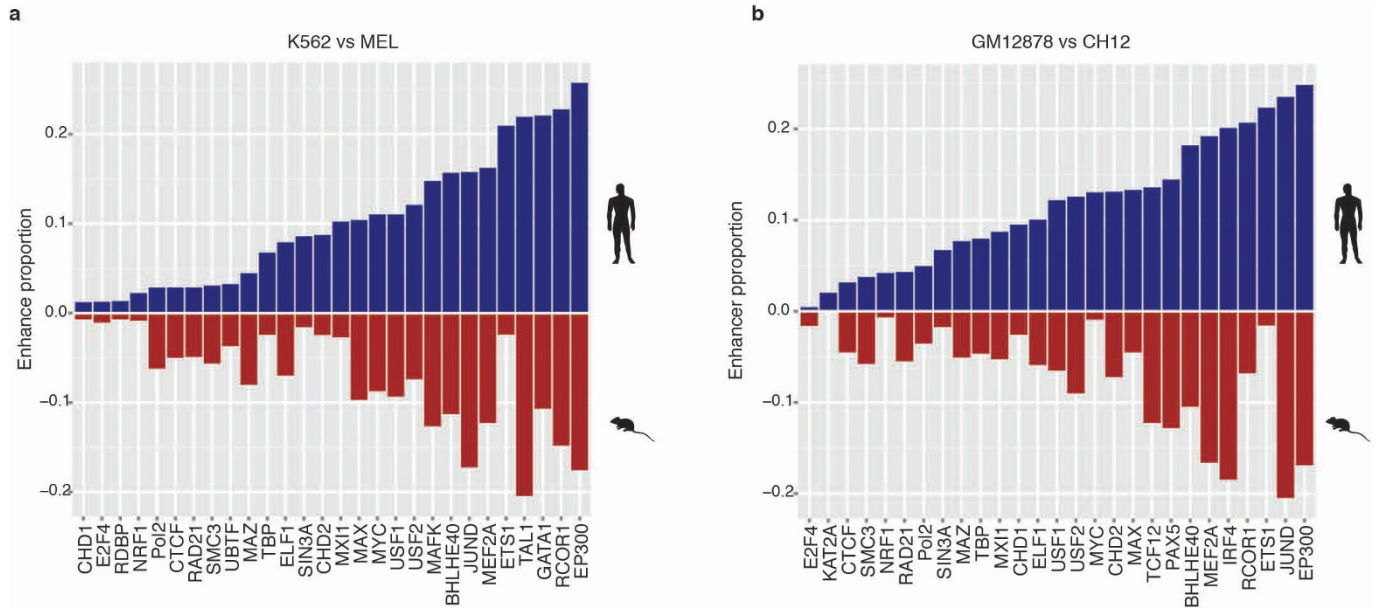 a
K562 vs MEL
Enhance proportion
0.2
0.1
0.0
−0.1
−0.2
CHD1
E2F4
RDBP
NRF1
Pol2
CTCF
RAD21
SMC3
UBTF
MAZ
TBP
ELF1
SIN3A
CHD2
MXI1
MAX
MYC
USF1
USF2
MAFK
BHLHE40
JUND
MEF2A
ETS1
TAL1
GATA1
RCOR1
EP300
b
GM12878 vs CH12
Enhancer pproportion
0.2
0.1
0.0
−0.1
−0.2
E2F4
KAT2A
CTCF
SMC3
NRF1
RAD21
Pol2
SIN3A
MAZ
TBP
MXI1
CHD1
ELF1
USF1
USF2
MYC
CHD2
MAX
TCF12
PAX5
BHLHE40
MEF2A
IRF4
RCOR1
ETS1
JUND
EP300